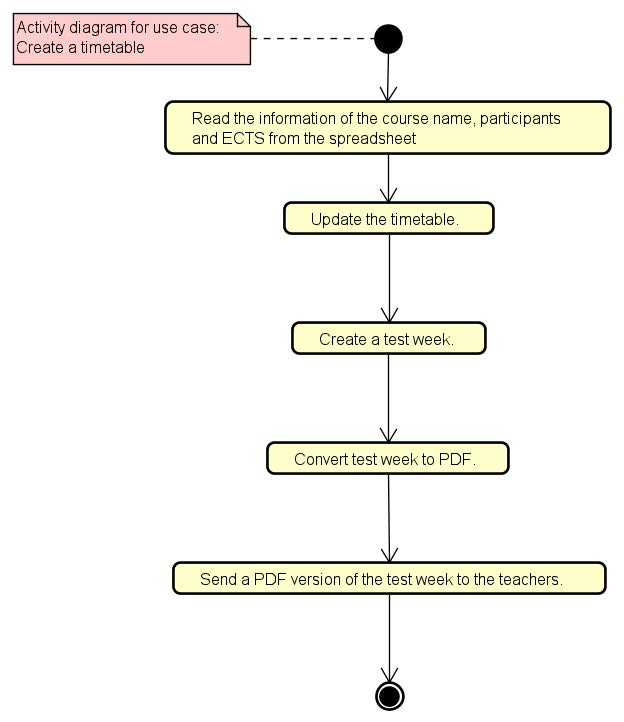 Activity diagram for use case:
Create a timetable
Read the information of the course name, participants
and ECTS from the spreadsheet
Update the timetable.
Create a test week.
Convert test week to PDF.
Send a PDF version of the test week to the teachers.